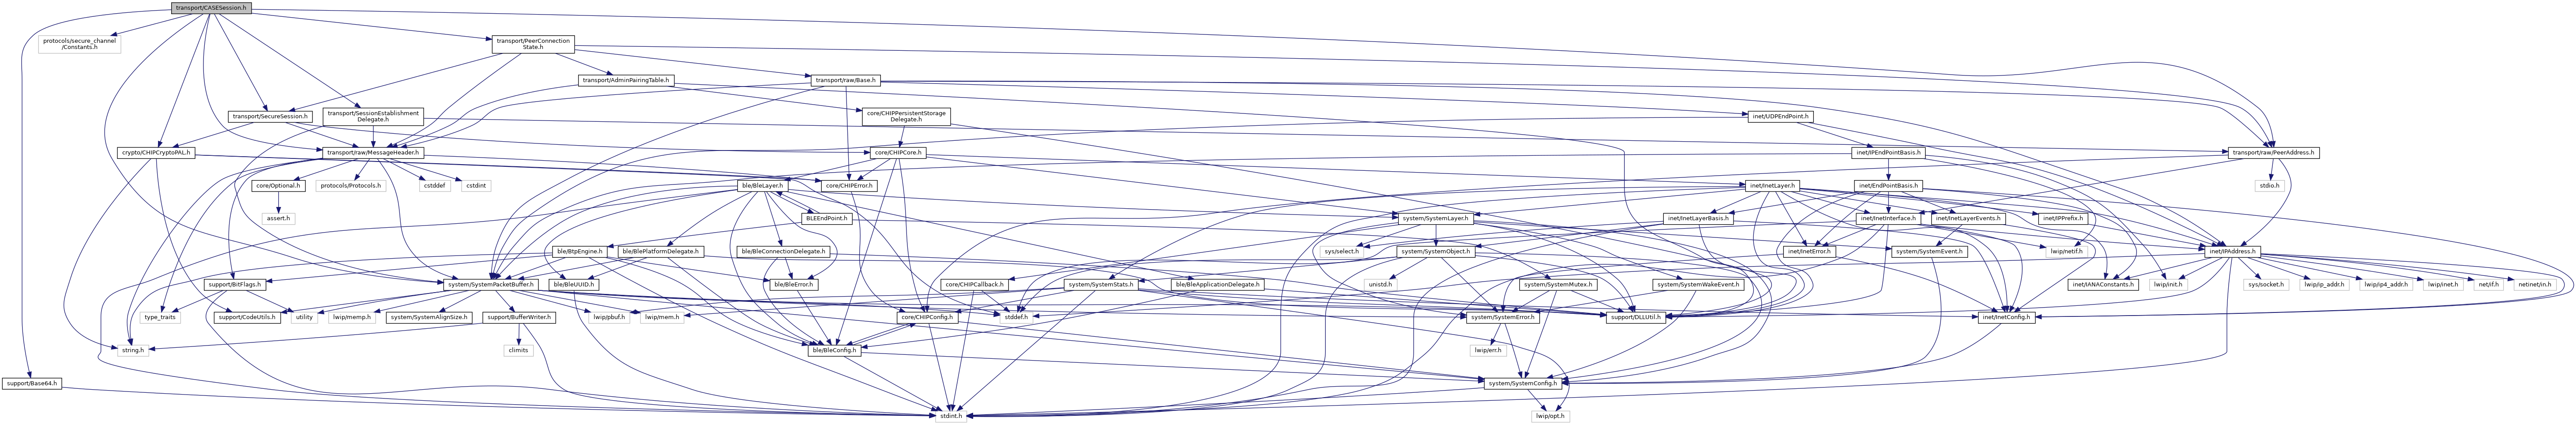 transport/CASESession.h
protocols/secure_channel
/Constants.h
transport/PeerConnection
State.h
transport/AdminPairingTable.h
transport/raw/Base.h
transport/SecureSession.h
transport/SessionEstablishment
Delegate.h
core/CHIPPersistentStorage
Delegate.h
inet/UDPEndPoint.h
crypto/CHIPCryptoPAL.h
transport/raw/MessageHeader.h
core/CHIPCore.h
inet/IPEndPointBasis.h
transport/raw/PeerAddress.h
core/Optional.h
protocols/Protocols.h
cstddef
cstdint
ble/BleLayer.h
core/CHIPError.h
inet/InetLayer.h
inet/EndPointBasis.h
stdio.h
assert.h
BLEEndPoint.h
system/SystemLayer.h
inet/InetLayerBasis.h
inet/InetInterface.h
inet/InetLayerEvents.h
inet/IPPrefix.h
ble/BtpEngine.h
ble/BlePlatformDelegate.h
ble/BleConnectionDelegate.h
sys/select.h
system/SystemObject.h
inet/InetError.h
system/SystemEvent.h
lwip/netif.h
inet/IPAddress.h
support/BitFlags.h
system/SystemPacketBuffer.h
ble/BleUUID.h
ble/BleError.h
core/CHIPCallback.h
system/SystemStats.h
ble/BleApplicationDelegate.h
unistd.h
system/SystemMutex.h
system/SystemWakeEvent.h
inet/IANAConstants.h
lwip/init.h
sys/socket.h
lwip/ip_addr.h
lwip/ip4_addr.h
lwip/inet.h
net/if.h
netinet/in.h
type_traits
support/CodeUtils.h
utility
lwip/memp.h
system/SystemAlignSize.h
support/BufferWriter.h
lwip/pbuf.h
lwip/mem.h
core/CHIPConfig.h
stddef.h
system/SystemError.h
support/DLLUtil.h
inet/InetConfig.h
string.h
climits
ble/BleConfig.h
lwip/err.h
support/Base64.h
system/SystemConfig.h
stdint.h
lwip/opt.h